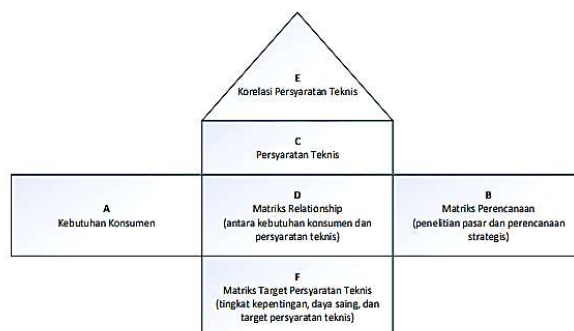 E
Korelasi Persyaratan Teknis
C
Persyaratan Teknis
A
Kebutuhan Konsumen
D
Matriks Relationship
(antara kebutuhan konsumen dan
persyaratan teknis)
B
Matriks Perencanaan
(penelitian pasar dan perencanaan
strategis)
F
Matriks Target Persyaratan Teknis
(tingkat kepentingan, daya saing, dan
target persyaratan teknis)